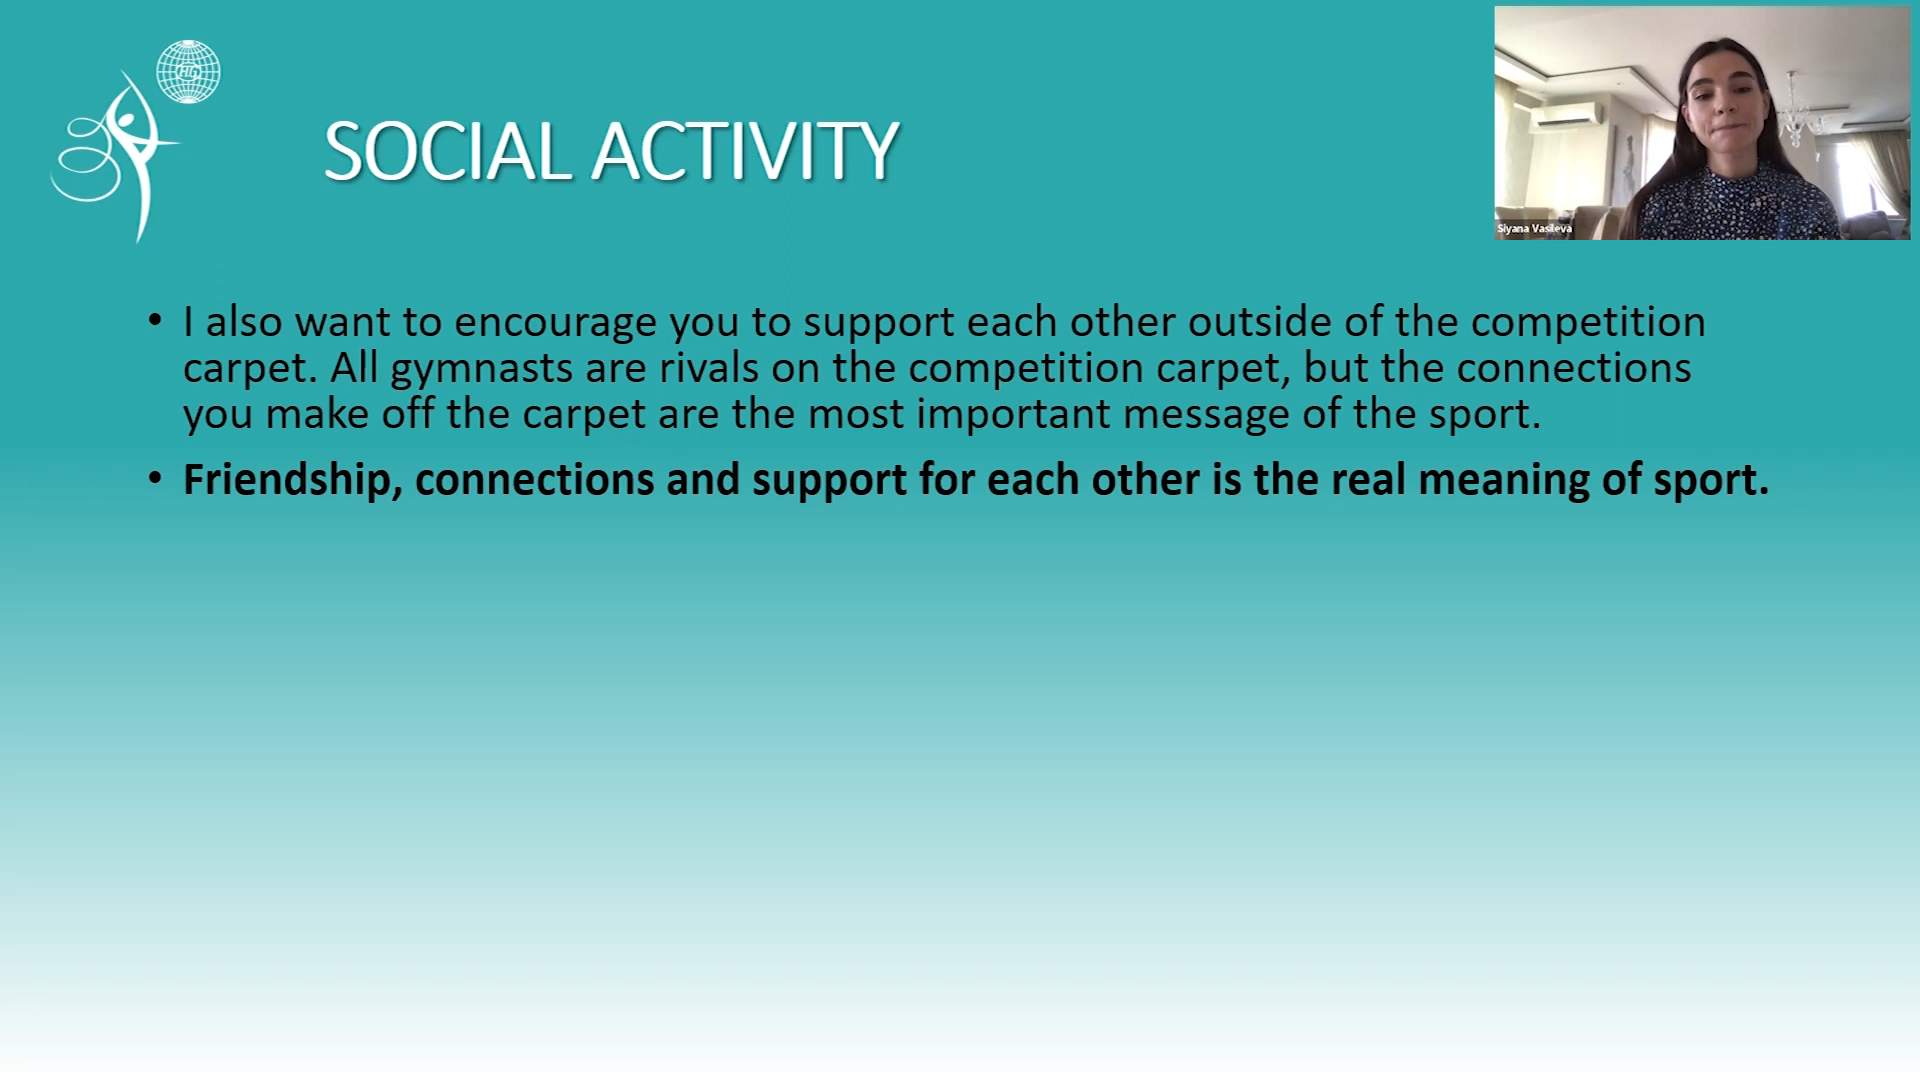 SOCIAL ACTIVITY
Siyana Vasileva
• I also want to encourage you to support each other outside of the competition
carpet. All gymnasts are rivals on the competition carpet, but the connections
you make off the carpet are the most important message of the sport.
• Friendship, connections and support for each other is the real meaning of sport.